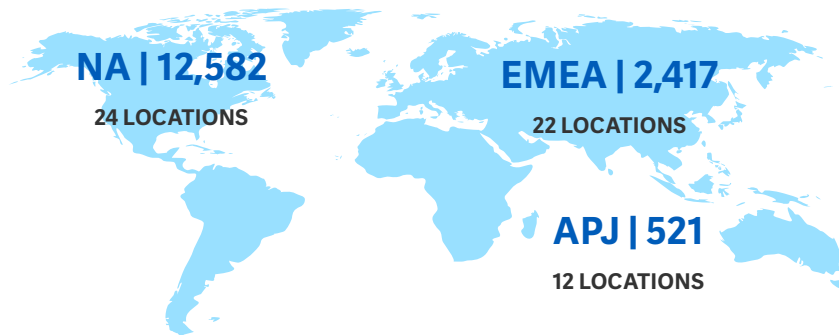 NA | 12,582
24 LOCATIONS
EMEA | 2,417
22 LOCATIONS
APJ | 521
12 LOCATIONS